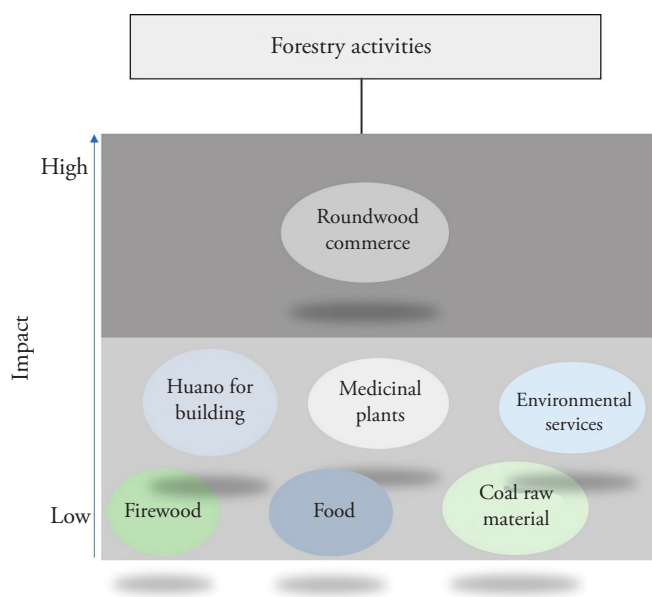 Forestry activities
High
Roundwood
commerce
Impact
Huano for
building
Medicinal
plants
Environmental
services
Low
Firewood
Food
Coal raw
material